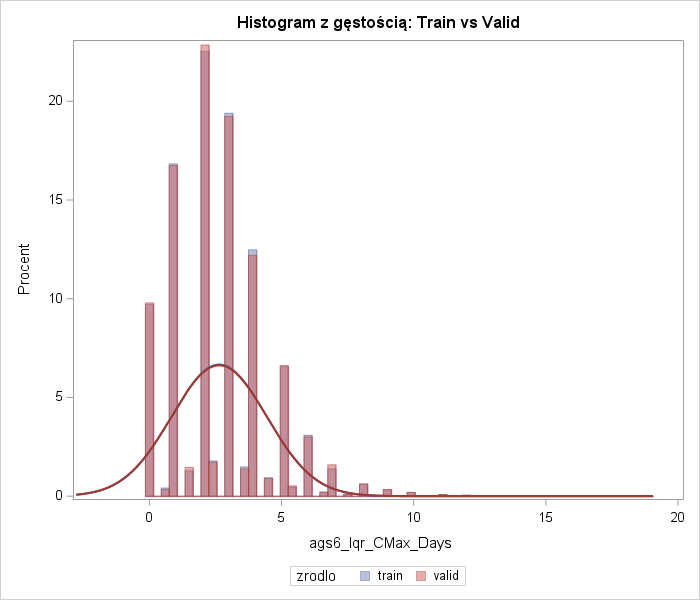 Histogram z gęstością: Train vs Valid
Procent
20
15
10
5
0
0 5 10 15 20
ags6_Iqr_CMax_Days
zrodlo train valid